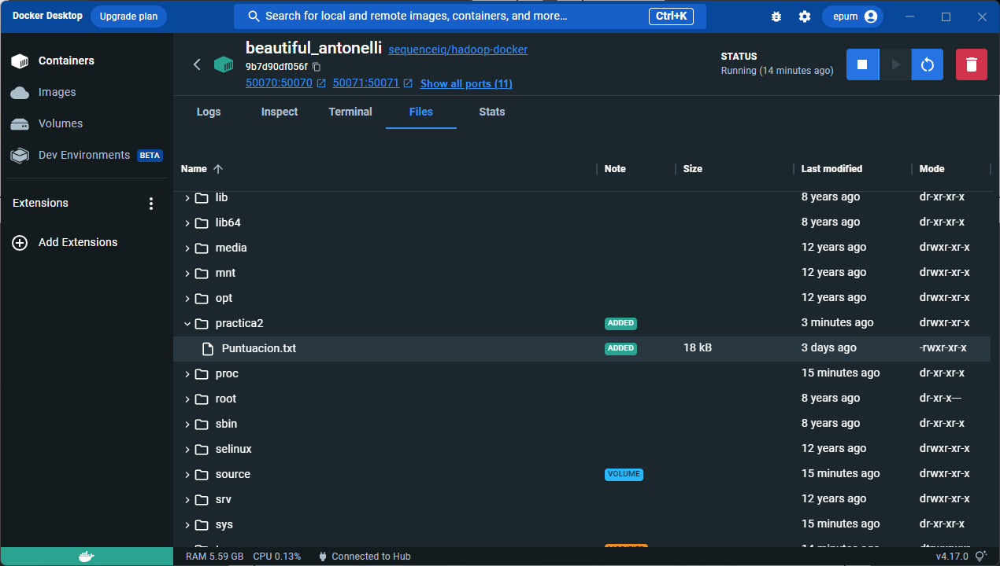 Docker Desktop Upgrade plan Search for local and remote images, containers, and more... Ctrl+K epum
Containers
Images
Volumes
Dev Environments BETA
Extensions
Add Extensions
beautiful_antonelli sequenceiq/hadoop-docker
9b7d90df056f
50070:50070 50071:50071 Show all ports (11)
STATUS
Running (14 minutes ago)
Logs Inspect Terminal Files Stats
Name Note Size Last modified Mode
lib 8 years ago dr-xr-xr-x
lib64 8 years ago dr-xr-xr-x
media 12 years ago drwxr-xr-x
mnt 12 years ago drwxr-xr-x
opt 12 years ago drwxr-xr-x
practica2 ADDED 3 minutes ago drwxr-xr-x
Puntuacion.txt ADDED 18 kB 3 days ago -rwxr-xr-x
proc 15 minutes ago dr-xr-xr-x
root 8 years ago dr-xr-x---
sbin 8 years ago dr-xr-xr-x
selinux 12 years ago drwxr-xr-x
source VOLUME 15 minutes ago drwxr-xr-x
srv 12 years ago drwxr-xr-x
sys 15 minutes ago dr-xr-xr-x
RAM 5.59 GB CPU 0.13% Connected to Hub v4.17.0